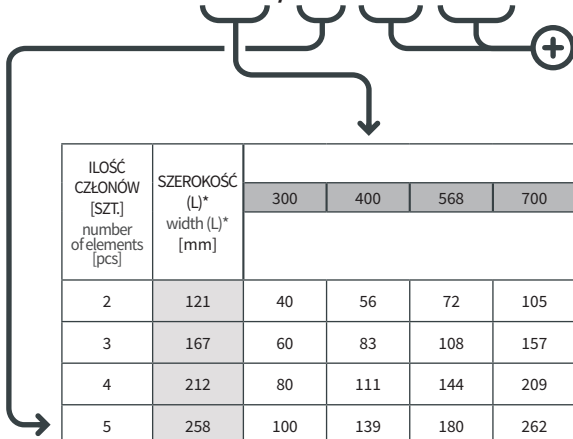 ILOŚĆ
CZŁONÓW
[SZT.]
number
of elements
[pcs]
SZEROKOŚĆ
(L)*
width (L)*
[mm]
300 400 568 700
2 121 40 56 72 105
3 167 60 83 108 157
4 212 80 111 144 209
5 258 100 139 180 262